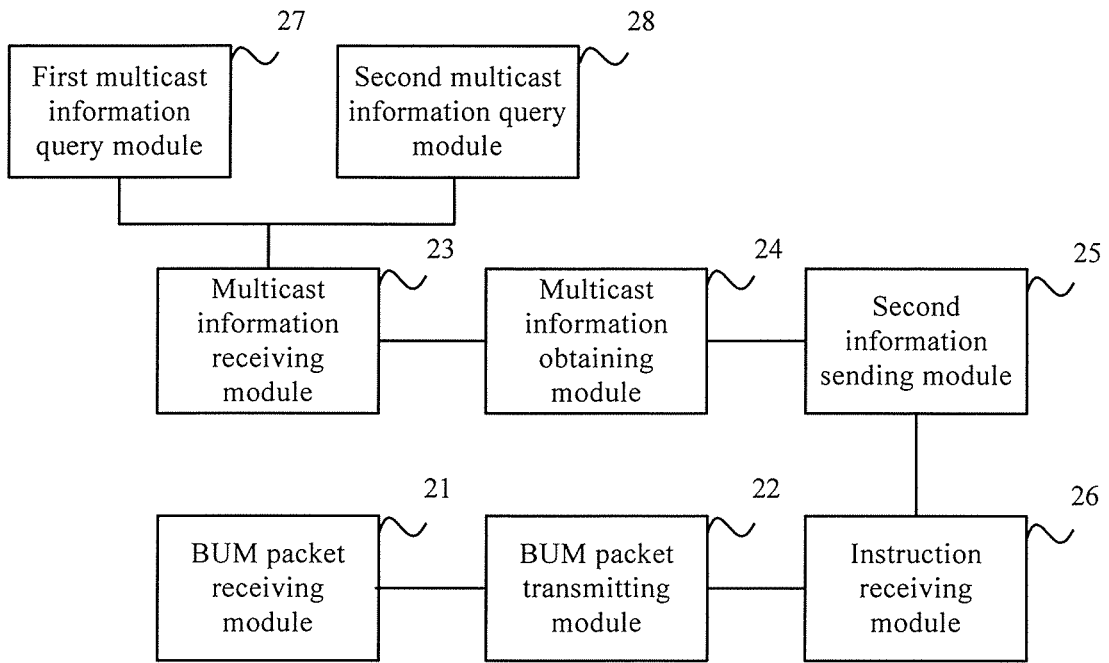 27
28
First multicast
information
query module
Second multicast
information query
module
23
24
25
Multicast
information
receiving
module
Multicast
information
obtaining
module
Second
information
sending module
21
22
26
BUM packet
receiving
module
BUM packet
transmitting
module
Instruction
receiving
module